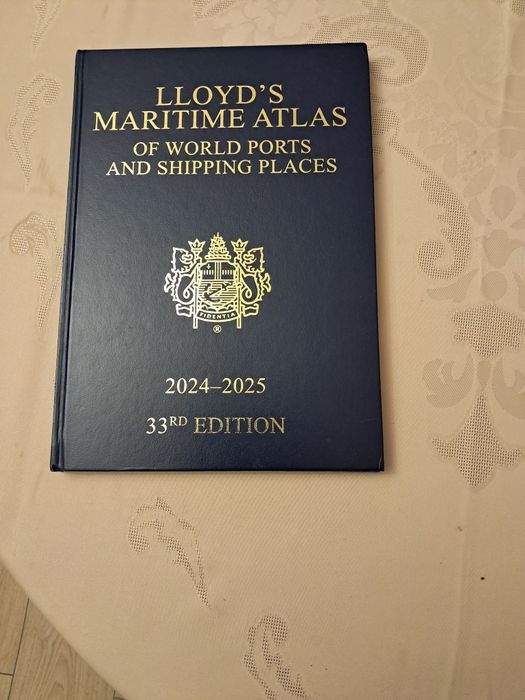 LLOYD'S
MARITIME ATLAS
OF WORLD PORTS
AND SHIPPING PLACES
FIDENTIA
®
2024–2025
33RD EDITION